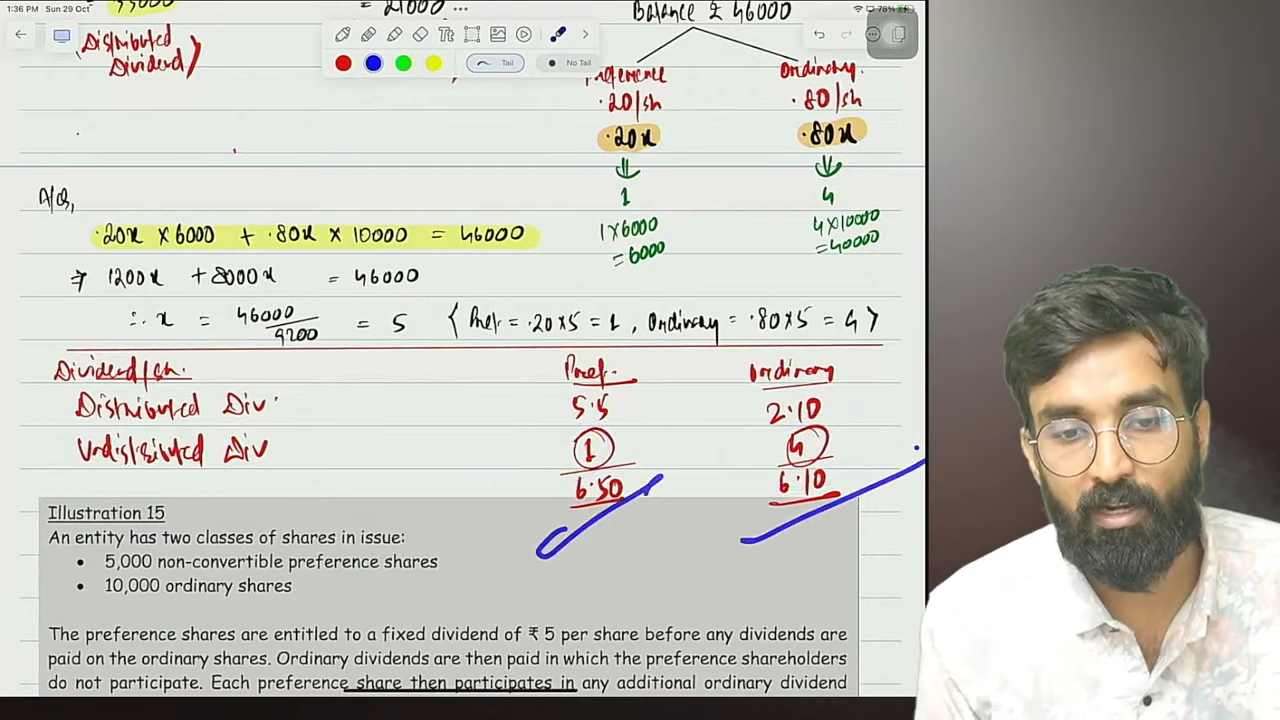 1:36 PM Sun 29 Oct
78%
= 21000
Balance ₹ 46000
(Distributed
Dividend)
Tail
No Tail
Preference
Ordinary.
.20/sh
.80/sh
.20x
.80x
A/Q,
1
4
.20x × 6000 + .80x × 10000 = 46000
1×6000
= 6000
4×10000
= 40000
⇒ 1200x + 8000x = 46000
∴ x = 46000/9200 = 5 { Pref. = .20×5 = 1, Ordinary = .80×5 = 4 }
Dividend/sh.
Pref.
Ordinary
Distributed Div
5.5
2.10
Undistributed Div
1
4
6.50
6.10
Illustration 15
An entity has two classes of shares in issue:
• 5,000 non-convertible preference shares
• 10,000 ordinary shares
The preference shares are entitled to a fixed dividend of ₹ 5 per share before any dividends are
paid on the ordinary shares. Ordinary dividends are then paid in which the preference shareholders
do not participate. Each preference share then participates in any additional ordinary dividend